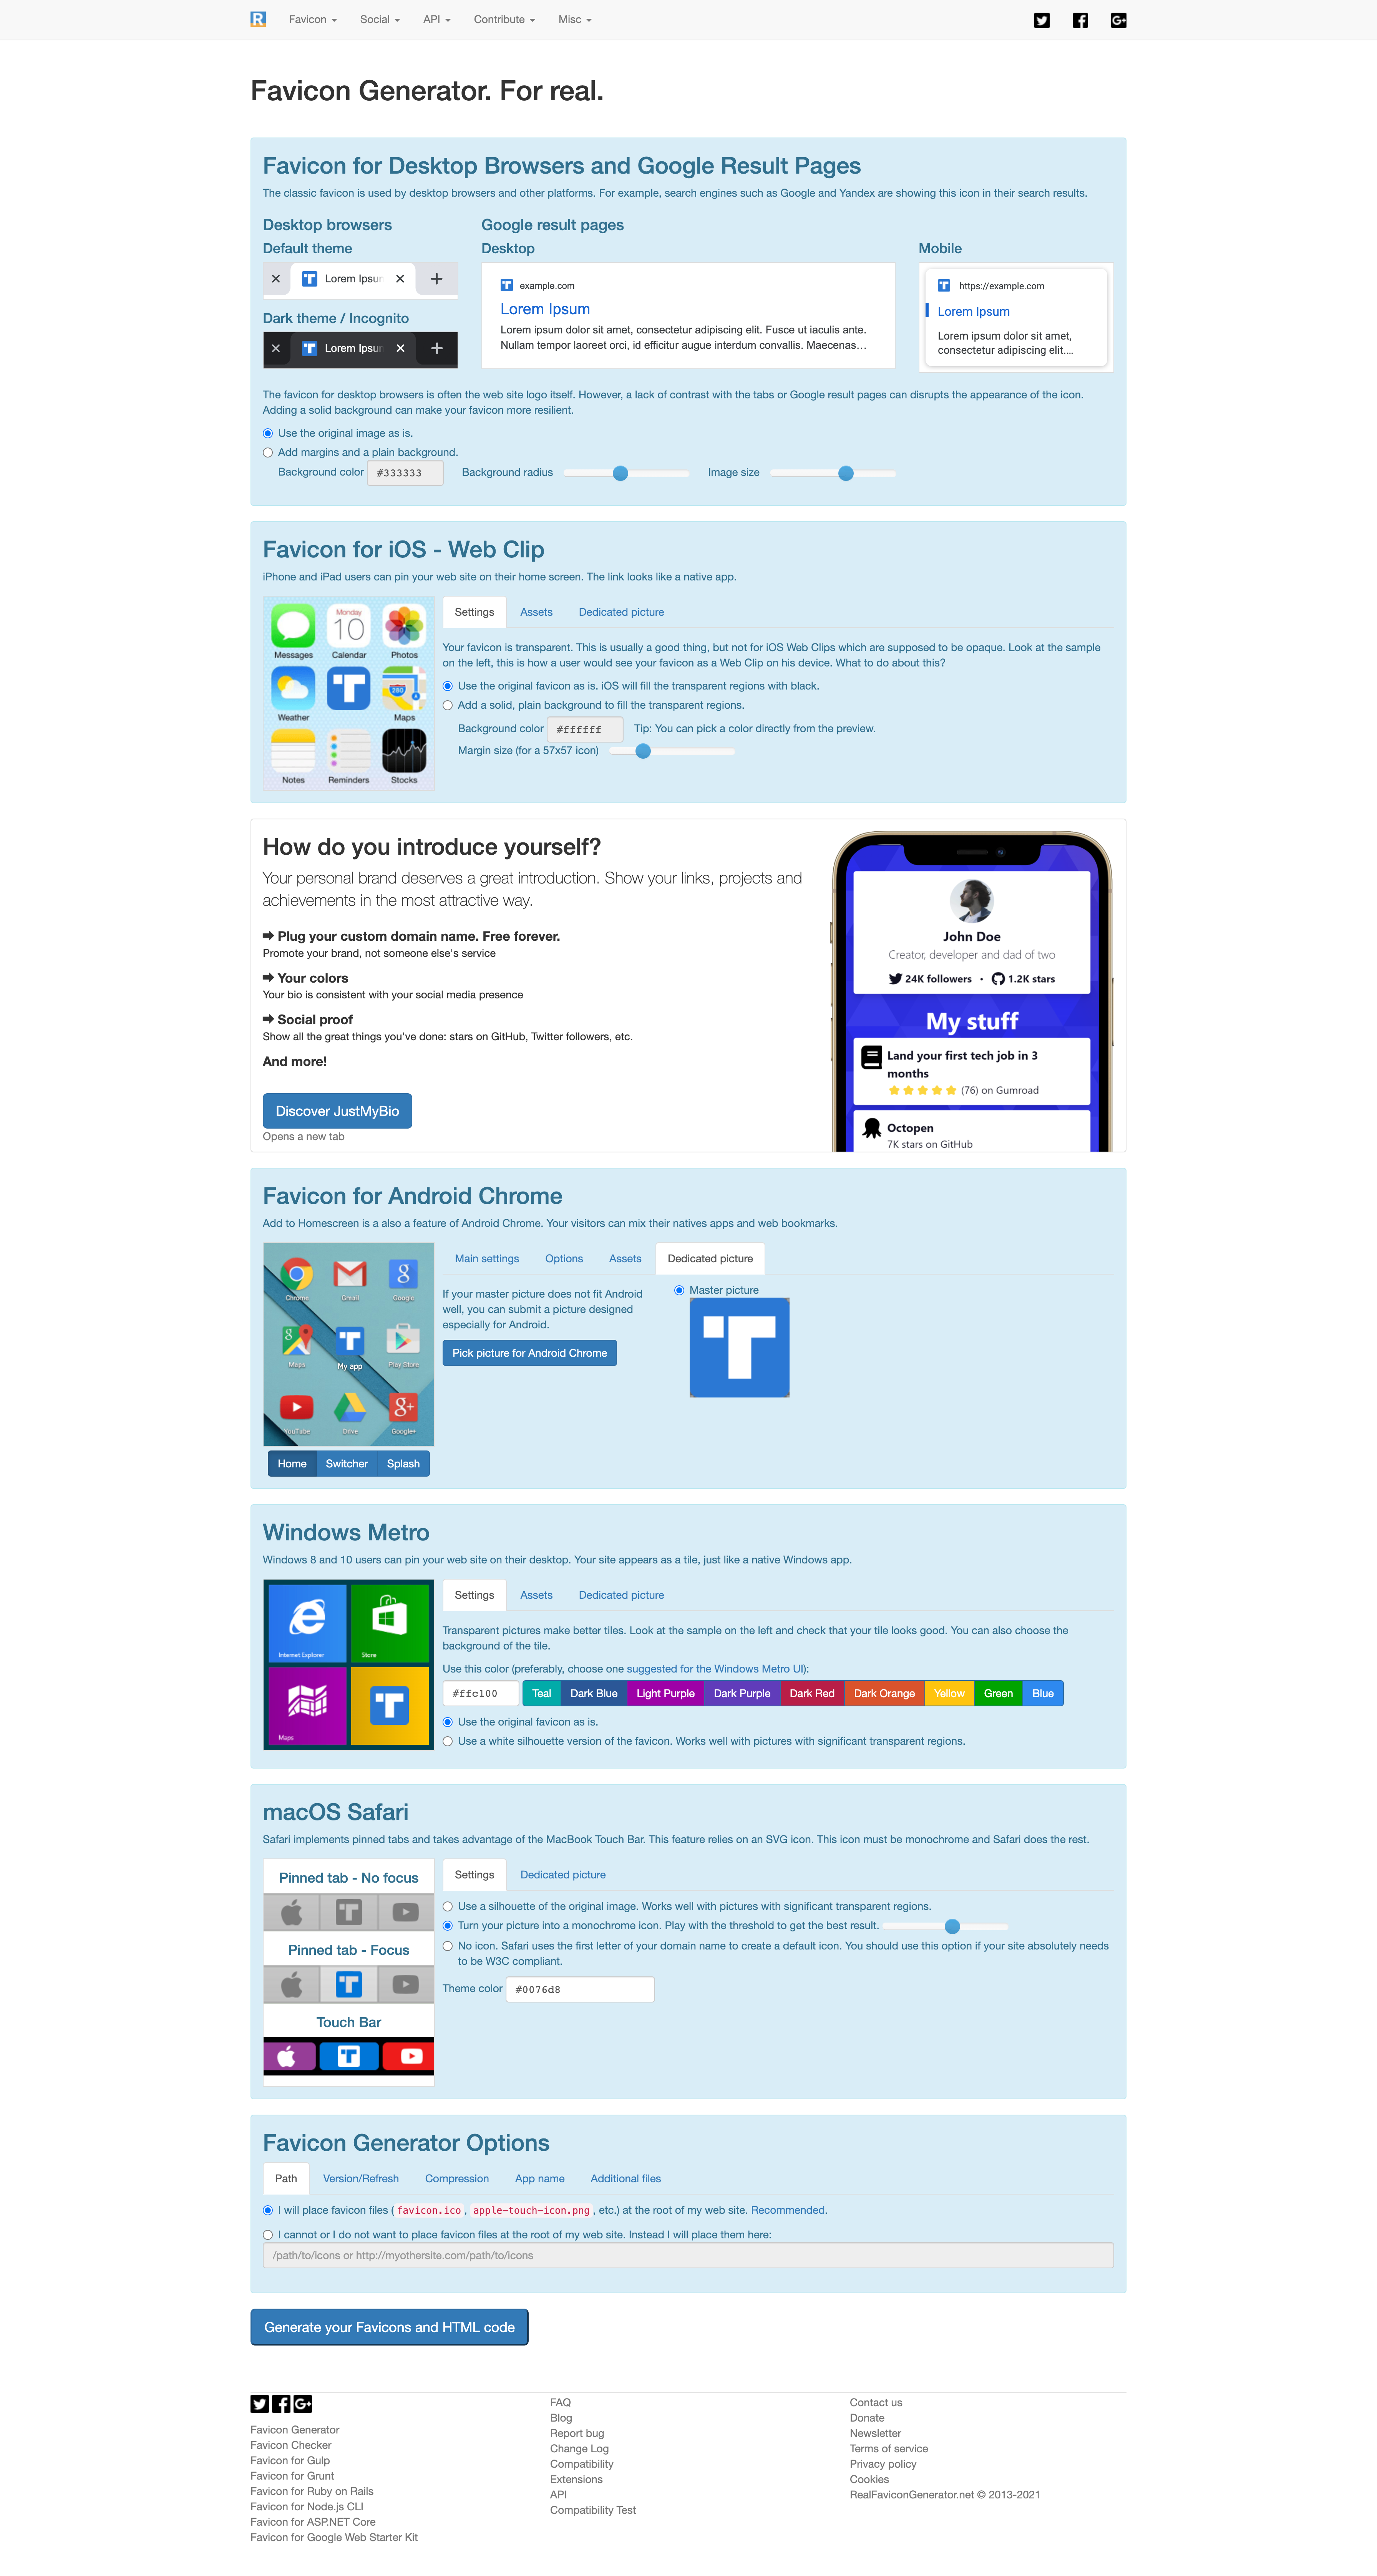 Favicon
Social
API
Contribute
Misc
Favicon Generator. For real.
Favicon for Desktop Browsers and Google Result Pages
The classic favicon is used by desktop browsers and other platforms. For example, search engines such as Google and Yandex are showing this icon in their search results.
Desktop browsers
Default theme
Lorem Ipsum
Dark theme / Incognito
Lorem Ipsum
Google result pages
Desktop
example.com
Lorem Ipsum
Lorem ipsum dolor sit amet, consectetur adipiscing elit. Fusce ut iaculis ante.
Nullam tempor laoreet orci, id efficitur augue interdum convallis. Maecenas...
Mobile
https://example.com
Lorem Ipsum
Lorem ipsum dolor sit amet,
consectetur adipiscing elit....
The favicon for desktop browsers is often the web site logo itself. However, a lack of contrast with the tabs or Google result pages can disrupts the appearance of the icon.
Adding a solid background can make your favicon more resilient.
Use the original image as is.
Add margins and a plain background.
Background color #333333 Background radius Image size
Favicon for iOS - Web Clip
iPhone and iPad users can pin your web site on their home screen. The link looks like a native app.
Monday
10
Messages Calendar Photos
280
Weather Maps
Notes Reminders Stocks
Settings Assets Dedicated picture
Your favicon is transparent. This is usually a good thing, but not for iOS Web Clips which are supposed to be opaque. Look at the sample
on the left, this is how a user would see your favicon as a Web Clip on his device. What to do about this?
Use the original favicon as is. iOS will fill the transparent regions with black.
Add a solid, plain background to fill the transparent regions.
Background color #ffffff Tip: You can pick a color directly from the preview.
Margin size (for a 57x57 icon)
How do you introduce yourself?
Your personal brand deserves a great introduction. Show your links, projects and
achievements in the most attractive way.
➡ Plug your custom domain name. Free forever.
Promote your brand, not someone else's service
➡ Your colors
Your bio is consistent with your social media presence
➡ Social proof
Show all the great things you've done: stars on GitHub, Twitter followers, etc.
And more!
Discover JustMyBio
Opens a new tab
John Doe
Creator, developer and dad of two
24K followers • 1.2K stars
My stuff
Land your first tech job in 3
months
(76) on Gumroad
Octopen
7K stars on GitHub
Favicon for Android Chrome
Add to Homescreen is a also a feature of Android Chrome. Your visitors can mix their natives apps and web bookmarks.
Chrome Gmail Google
Maps My app Play Store
YouTube Drive Google+
Home Switcher Splash
Main settings Options Assets Dedicated picture
If your master picture does not fit Android
well, you can submit a picture designed
especially for Android.
Pick picture for Android Chrome
Master picture
Windows Metro
Windows 8 and 10 users can pin your web site on their desktop. Your site appears as a tile, just like a native Windows app.
Internet Explorer Store
Maps
Settings Assets Dedicated picture
Transparent pictures make better tiles. Look at the sample on the left and check that your tile looks good. You can also choose the
background of the tile.
Use this color (preferably, choose one suggested for the Windows Metro UI):
#ffc100 Teal Dark Blue Light Purple Dark Purple Dark Red Dark Orange Yellow Green Blue
Use the original favicon as is.
Use a white silhouette version of the favicon. Works well with pictures with significant transparent regions.
macOS Safari
Safari implements pinned tabs and takes advantage of the MacBook Touch Bar. This feature relies on an SVG icon. This icon must be monochrome and Safari does the rest.
Pinned tab - No focus
Pinned tab - Focus
Touch Bar
Settings Dedicated picture
Use a silhouette of the original image. Works well with pictures with significant transparent regions.
Turn your picture into a monochrome icon. Play with the threshold to get the best result.
No icon. Safari uses the first letter of your domain name to create a default icon. You should use this option if your site absolutely needs
to be W3C compliant.
Theme color #0076d8
Favicon Generator Options
Path Version/Refresh Compression App name Additional files
I will place favicon files ( favicon.ico , apple-touch-icon.png , etc.) at the root of my web site. Recommended.
I cannot or I do not want to place favicon files at the root of my web site. Instead I will place them here:
/path/to/icons or http://myothersite.com/path/to/icons
Generate your Favicons and HTML code
Favicon Generator
Favicon Checker
Favicon for Gulp
Favicon for Grunt
Favicon for Ruby on Rails
Favicon for Node.js CLI
Favicon for ASP.NET Core
Favicon for Google Web Starter Kit
FAQ
Blog
Report bug
Change Log
Compatibility
Extensions
API
Compatibility Test
Contact us
Donate
Newsletter
Terms of service
Privacy policy
Cookies
RealFaviconGenerator.net © 2013-2021